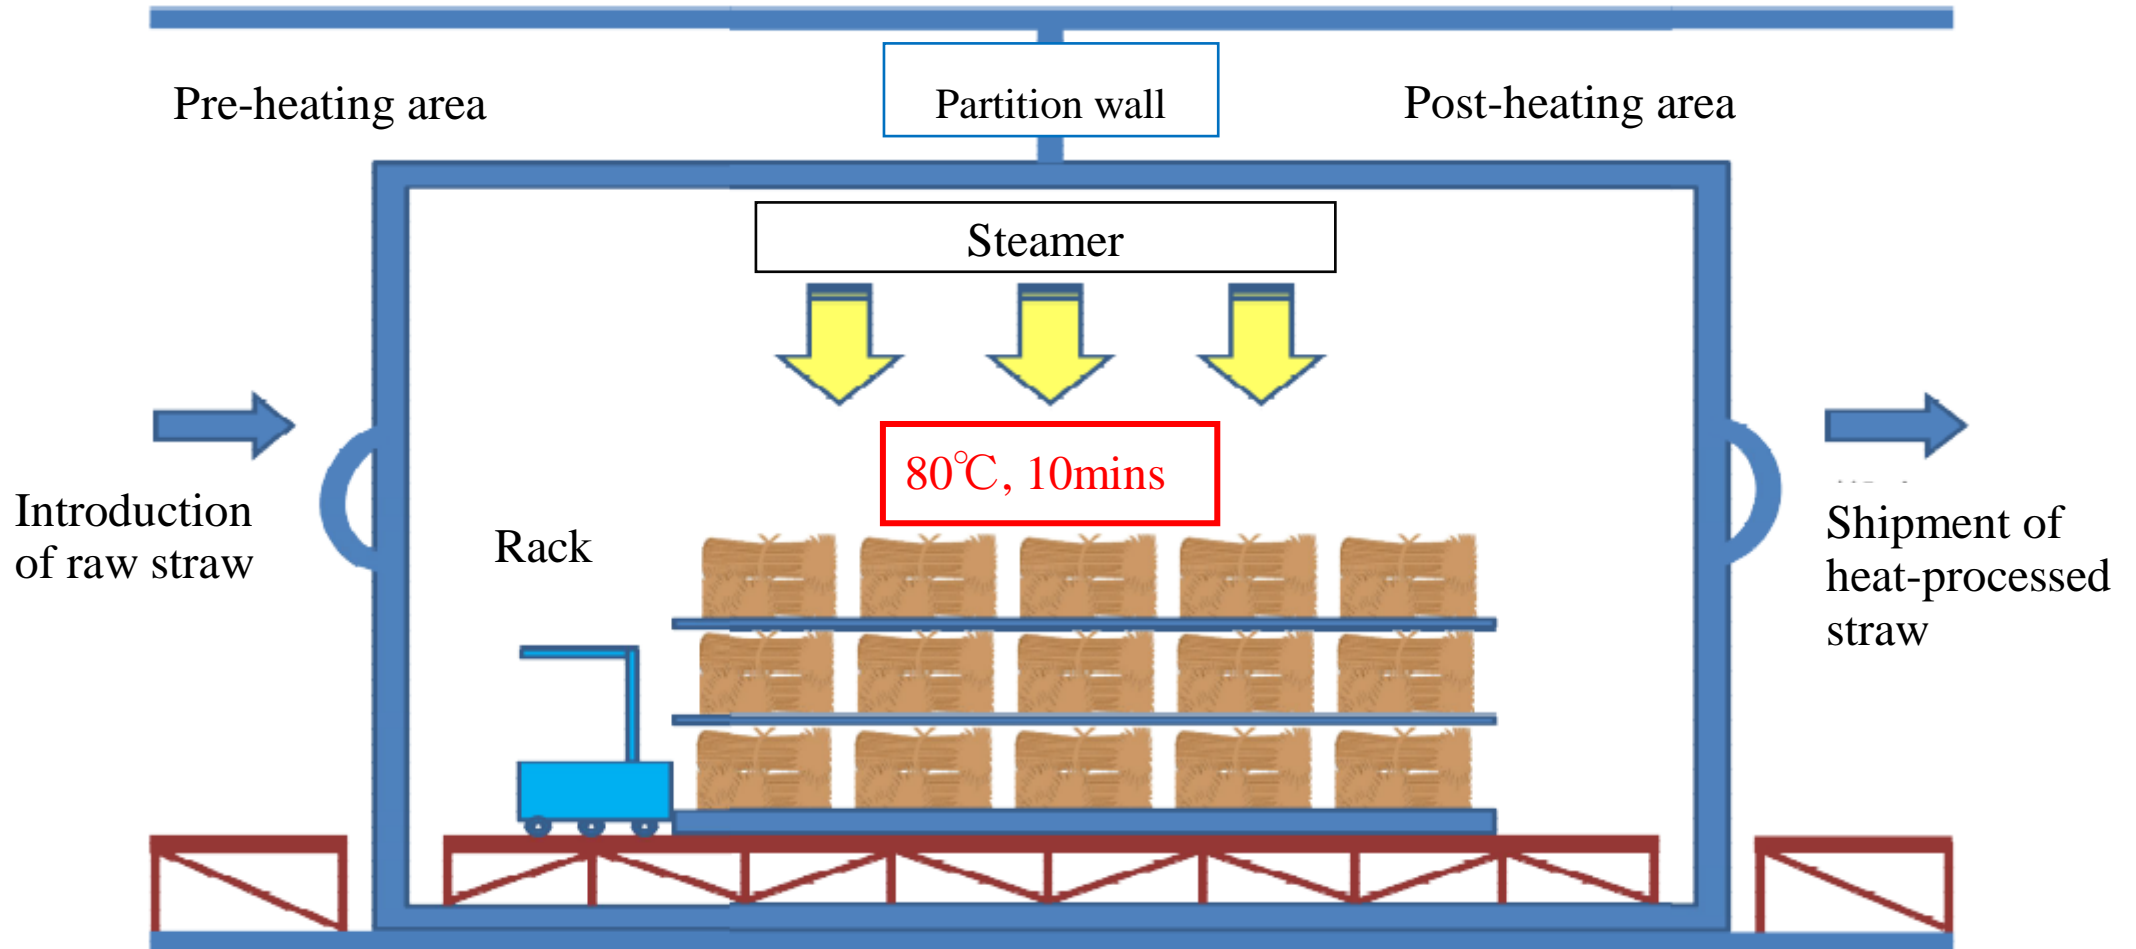 Pre-heating area
Partition wall
Post-heating area
Steamer
80℃, 10mins
Introduction
of raw straw
Rack
Shipment of
heat-processed
straw